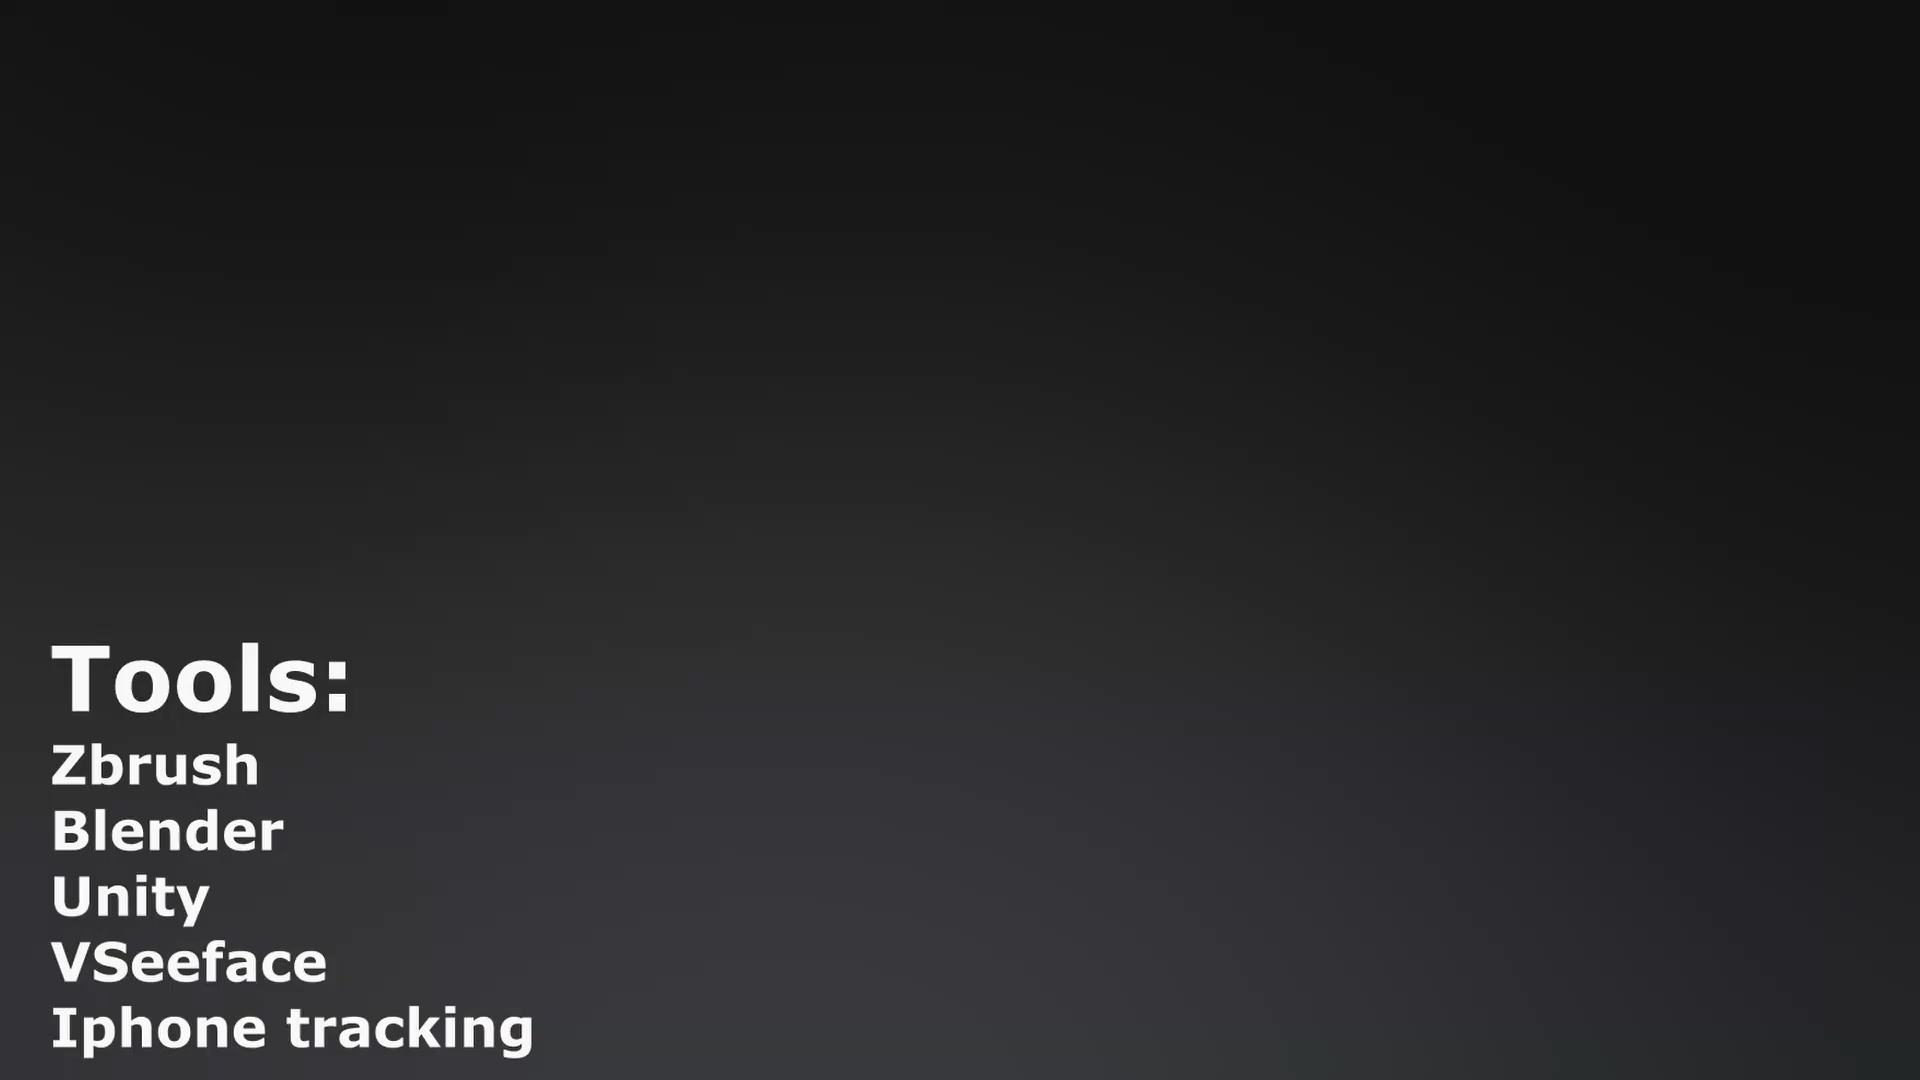 Tools:
Zbrush
Blender
Unity
VSeeface
Iphone tracking